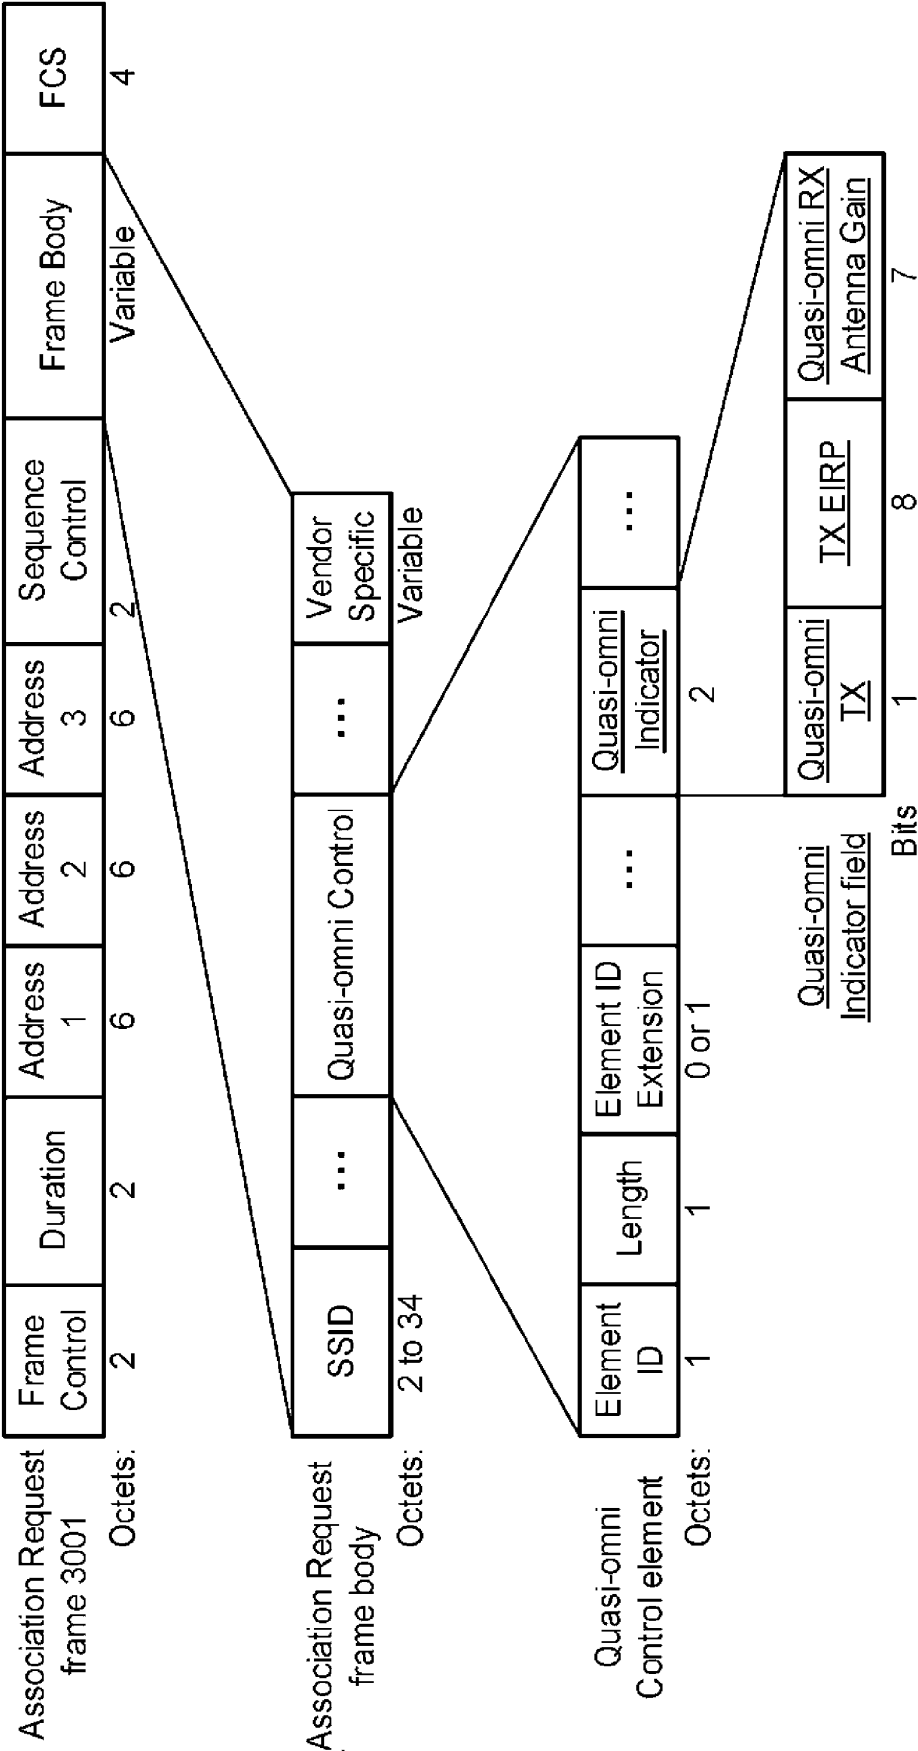 Association Request
frame 3001
Frame
Control
Duration
Address
1
Address
2
Address
3
Sequence
Control
Frame Body
FCS
Octets:
2
2
6
6
6
2
Variable
4
Association Request
frame body
SSID
...
Quasi-omni Control
...
Vendor
Specific
Octets:
2 to 34
Variable
Quasi-omni
Control element
Element
ID
Length
Element ID
Extension
...
Quasi-omni
Indicator
...
Octets:
1
1
0 or 1
2
Quasi-omni
Indicator field
Quasi-omni
TX
TX EIRP
Quasi-omni RX
Antenna Gain
Bits
1
8
7